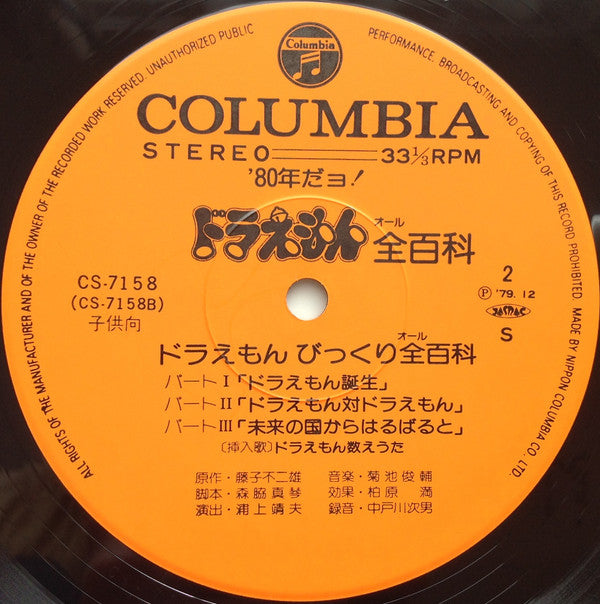 ALL RIGHTS OF THE MANUFACTURER AND OF THE OWNER OF THE RECORDED WORK RESERVED. UNAUTHORIZED PUBLIC PERFORMANCE, BROADCASTING AND COPYING OF THIS RECORD PROHIBITED. MADE BY NIPPON COLUMBIA CO., LTD.
Columbia
COLUMBIA
STEREO 33⅓RPM
'80年だヨ!
ドラえもん 全百科
オール
CS-7158
(CS-7158B)
子供向
2
Ⓟ '79. 12
JASRAC
S
オール
ドラえもん びっくり全百科
パートⅠ「ドラえもん誕生」
パートⅡ「ドラえもん対ドラえもん」
パートⅢ「未来の国からはるばると」
〔挿入歌〕ドラえもん数えうた
原作・藤子不二雄 音楽・菊池俊輔
脚本・森脇真琴 効果・柏原 満
演出・浦上靖夫 録音・中戸川次男